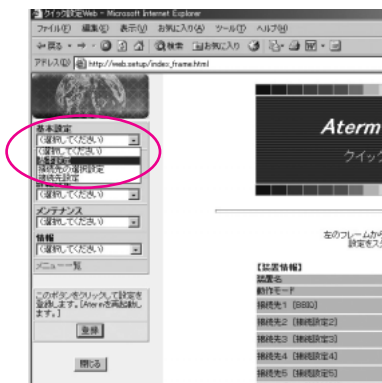 クイック設定Web - Microsoft Internet Explorer
ファイル(F) 編集(E) 表示(V) お気に入り(A) ツール(T) ヘルプ(H)
戻る 検索 お気に入り
アドレス(D) http://web.setup/index_frame.html
基本設定
(選択してください)
(選択してください)
基本設定
接続先の選択設定
接続先設定
(選択してください)
メンテナンス
(選択してください)
情報
(選択してください)
メニュー一覧
このボタンをクリックして設定を
登録します。[Atermを再起動し
ます。]
登録
閉じる
Aterm
クイッ
左のフレームから
設定をス
【装置情報】
装置名
動作モード
接続先1 [BBIQ]
接続先2 [接続設定2]
接続先3 [接続設定3]
接続先4 [接続設定4]
接続先5 [接続設定5]